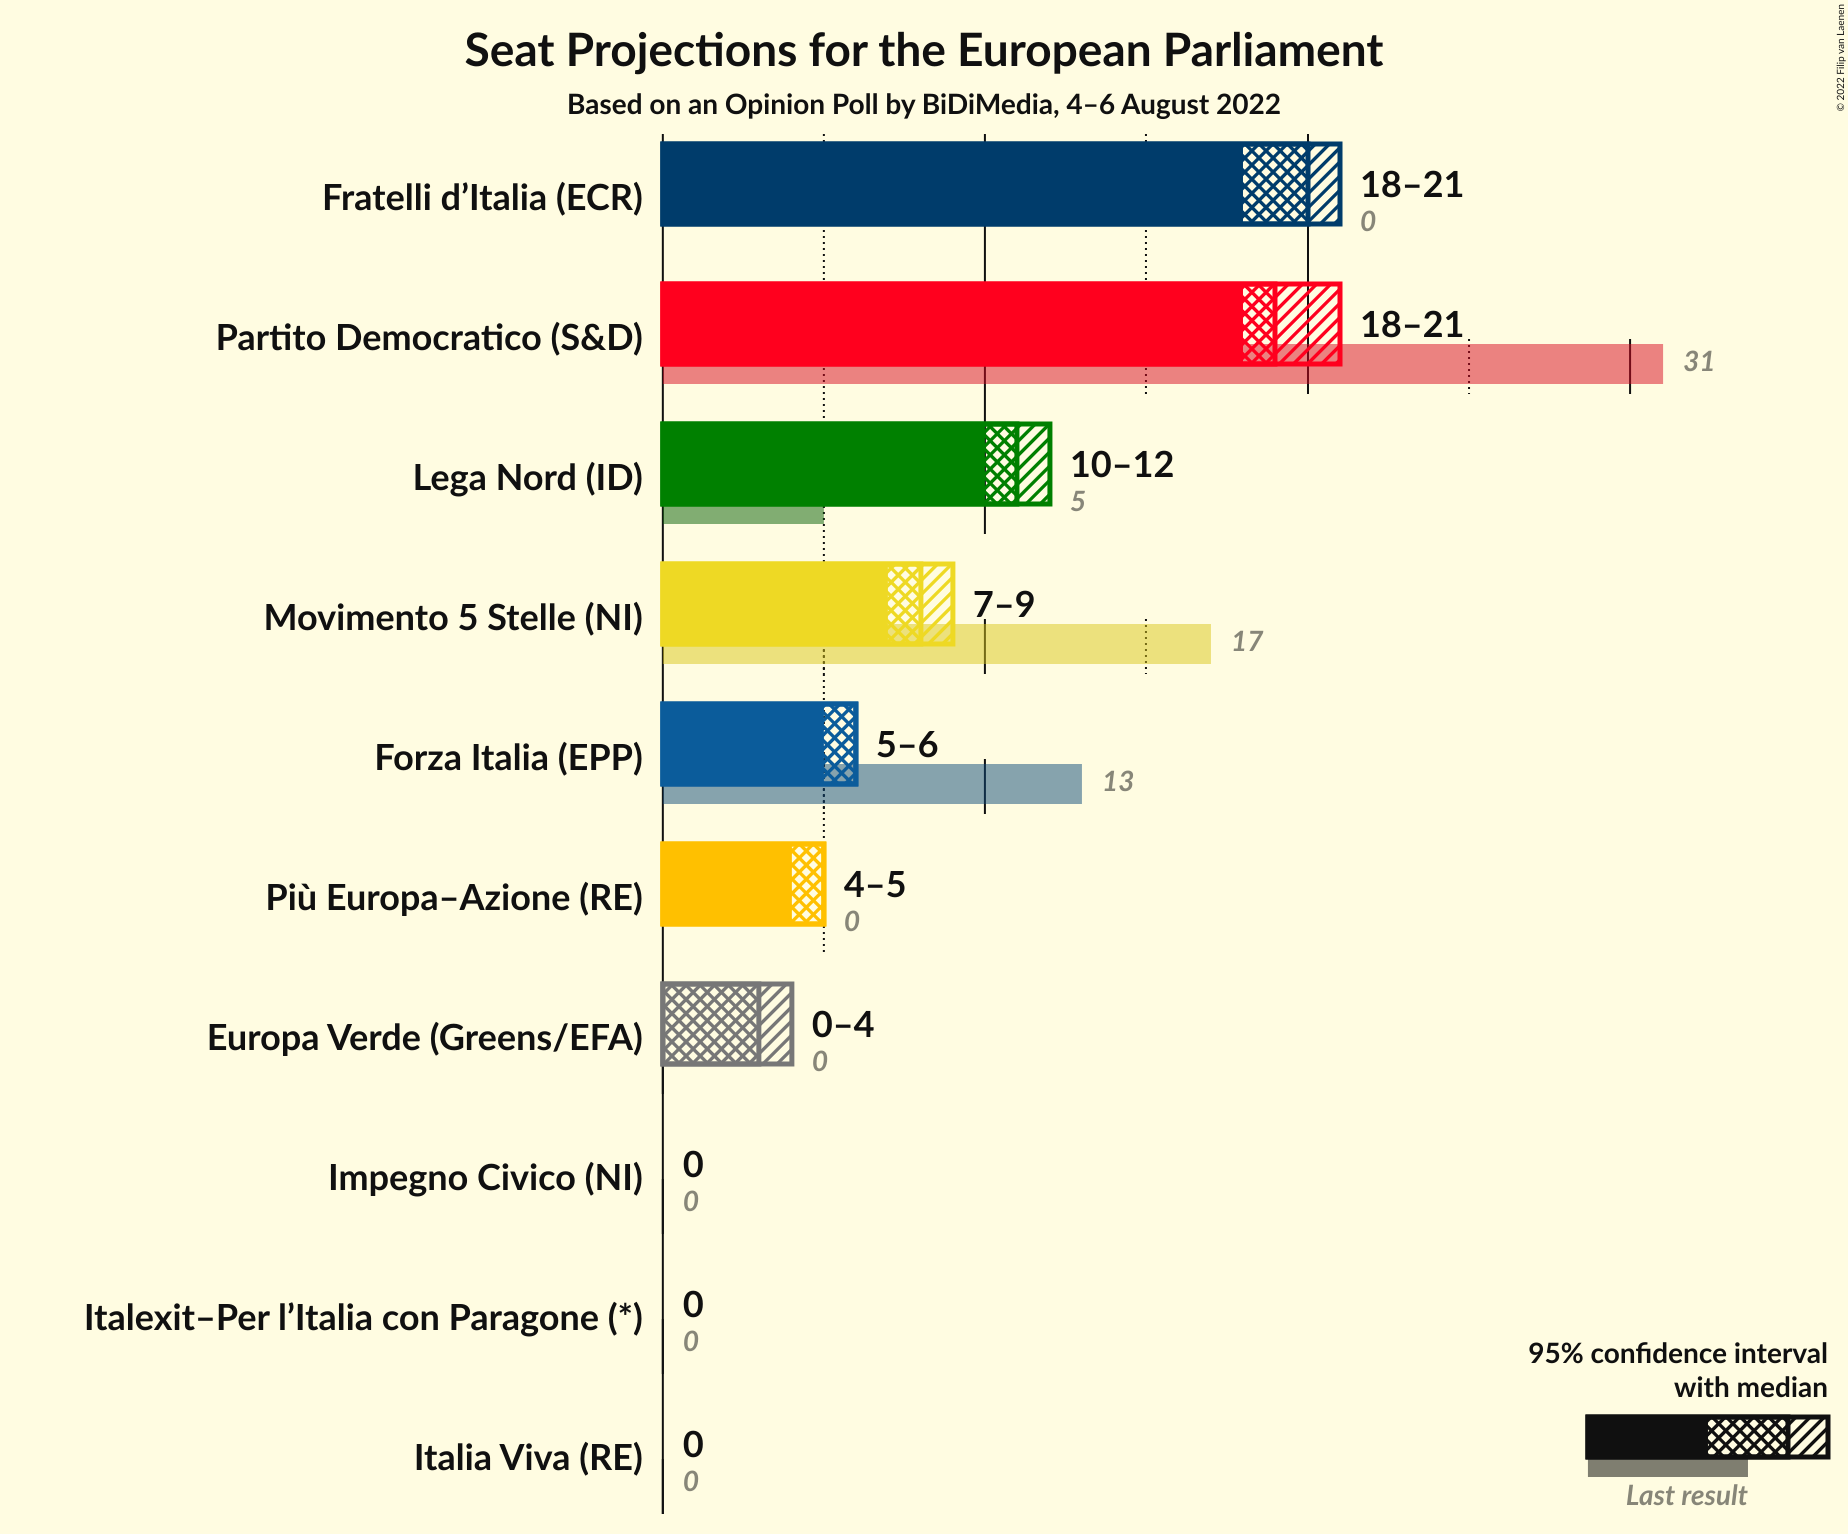 Seat Projections for the European Parliament
Based on an Opinion Poll by BiDiMedia, 4–6 August 2022
© 2022 Filip van Laenen
Fratelli d’Italia (ECR)
18–21
0
Partito Democratico (S&D)
18–21
31
Lega Nord (ID)
10–12
5
Movimento 5 Stelle (NI)
7–9
17
Forza Italia (EPP)
5–6
13
Più Europa–Azione (RE)
4–5
0
Europa Verde (Greens/EFA)
0–4
0
Impegno Civico (NI)
0
0
Italexit–Per l’Italia con Paragone (*)
0
0
Italia Viva (RE)
0
0
95% confidence interval
with median
Last result